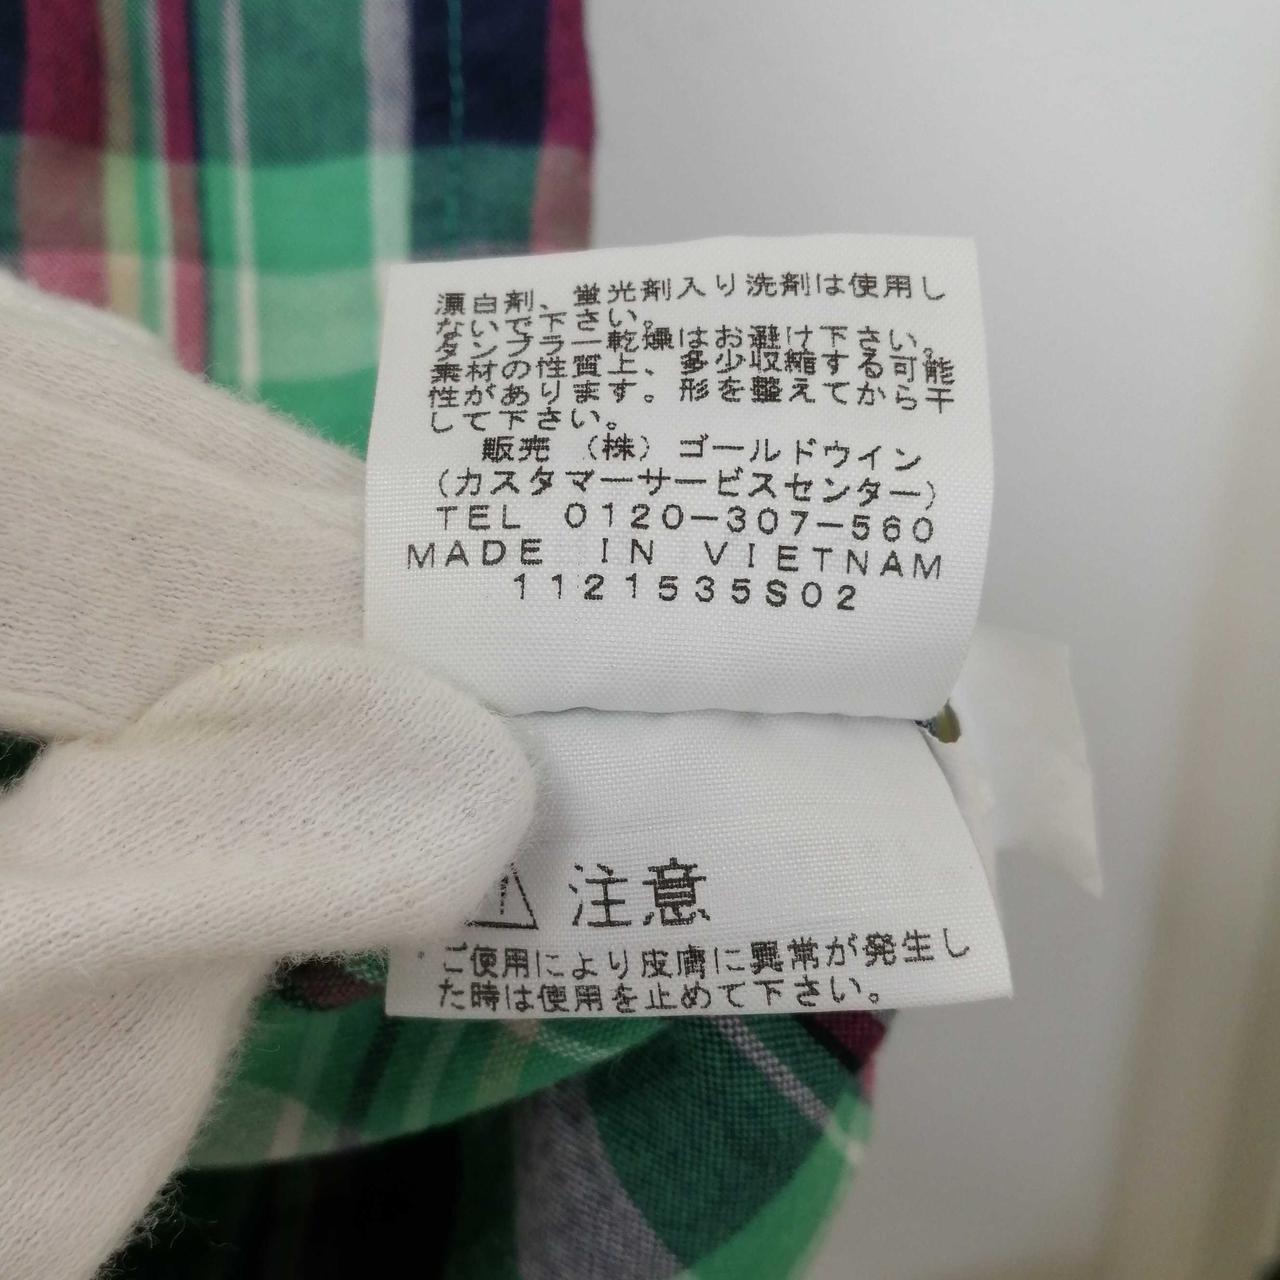 漂白剤、蛍光剤入り洗剤は使用し
ないで下さい。
タンブラー乾燥はお避け下さい。
素材の性質上、多少収縮する可能
性があります。形を整えてから干
して下さい。
販売 (株) ゴールドウイン
(カスタマーサービスセンター)
TEL 0120-307-560
MADE IN VIETNAM
1121535S02
注意
・ご使用により皮膚に異常が発生し
た時は使用を止めて下さい。